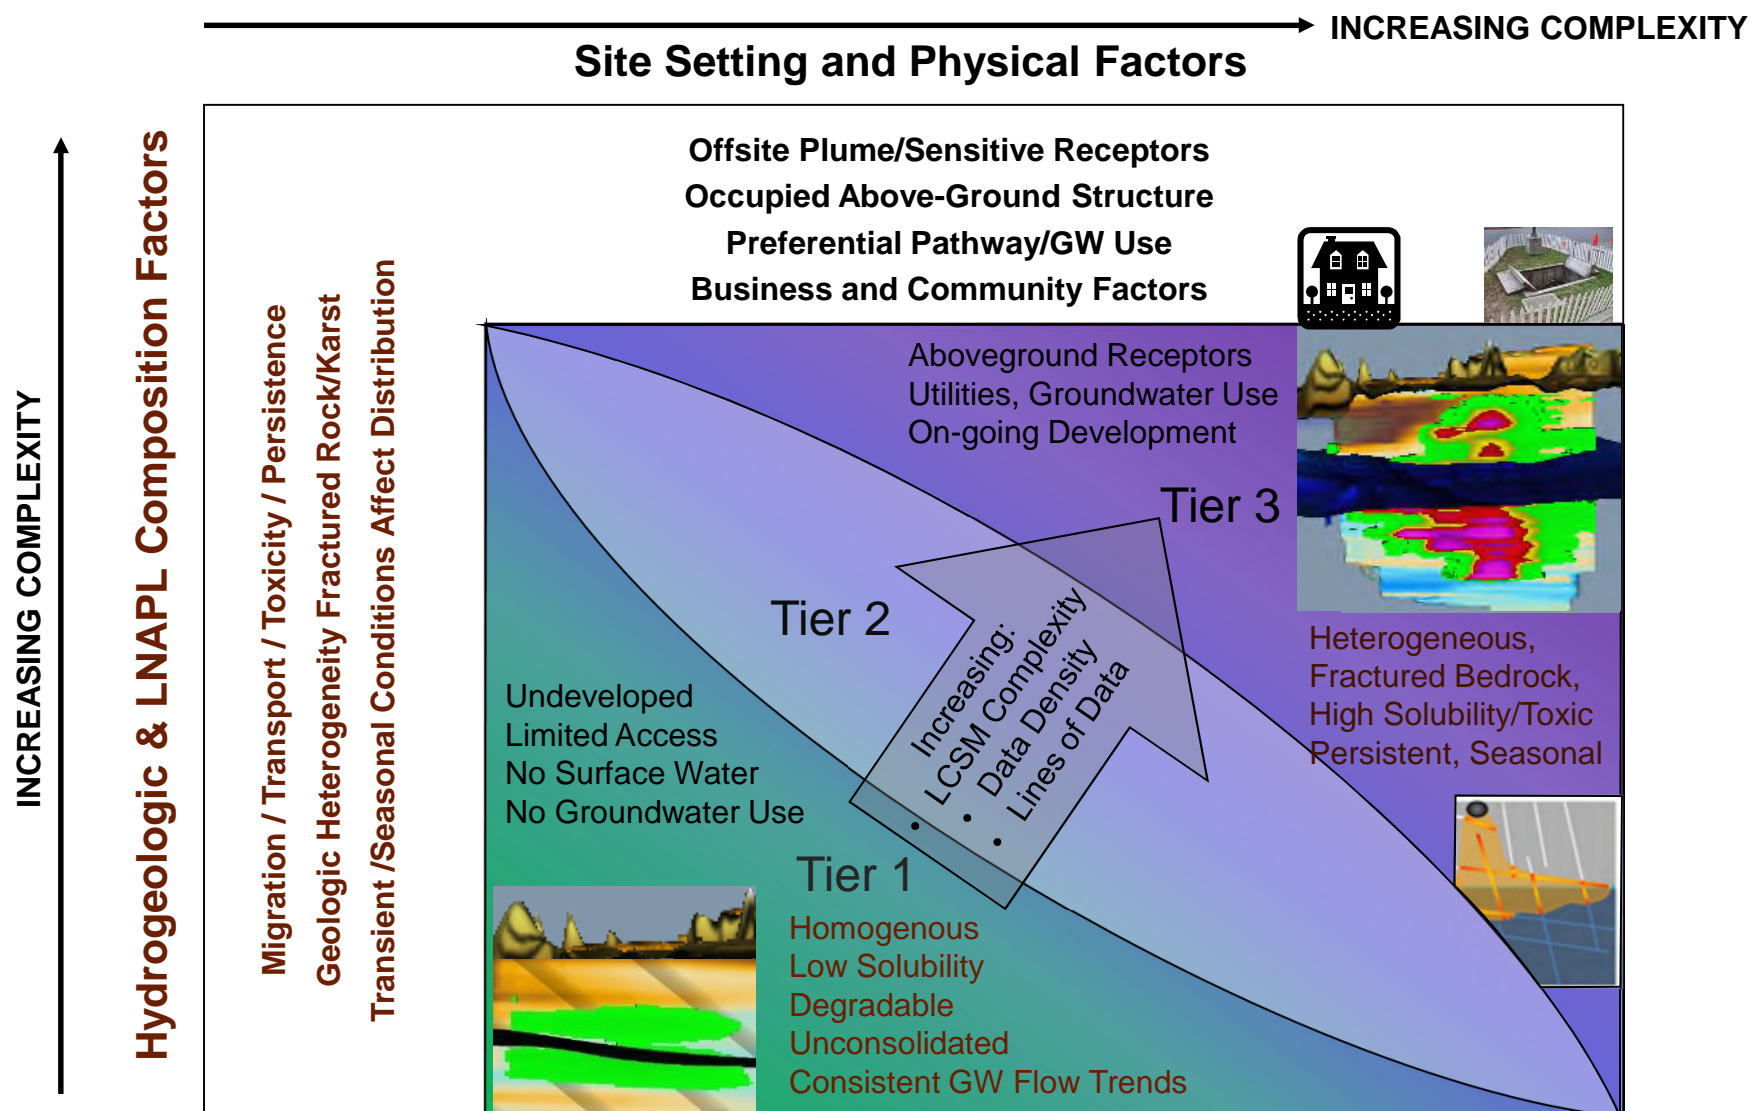 INCREASING COMPLEXITY
Site Setting and Physical Factors
INCREASING COMPLEXITY
Hydrogeologic & LNAPL Composition Factors
Migration / Transport / Toxicity / Persistence
Geologic Heterogeneity Fractured Rock/Karst
Transient /Seasonal Conditions Affect Distribution
Offsite Plume/Sensitive Receptors
Occupied Above-Ground Structure
Preferential Pathway/GW Use
Business and Community Factors
Aboveground Receptors
Utilities, Groundwater Use
On-going Development
Tier 3
Tier 2
Increasing:
• LCSM Complexity
• Data Density
• Lines of Data
Heterogeneous,
Fractured Bedrock,
High Solubility/Toxic
Persistent, Seasonal
Undeveloped
Limited Access
No Surface Water
No Groundwater Use
Tier 1
Homogenous
Low Solubility
Degradable
Unconsolidated
Consistent GW Flow Trends